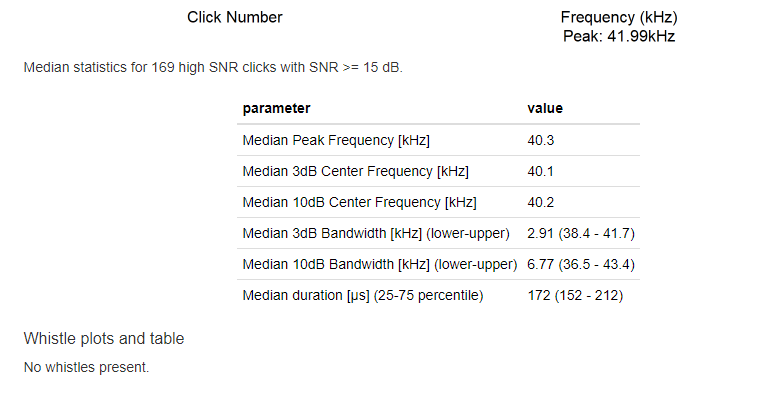 Click Number
Frequency (kHz)
Peak: 41.99kHz
Median statistics for 169 high SNR clicks with SNR >= 15 dB.
parameter value
Median Peak Frequency [kHz] 40.3
Median 3dB Center Frequency [kHz] 40.1
Median 10dB Center Frequency [kHz] 40.2
Median 3dB Bandwidth [kHz] (lower-upper) 2.91 (38.4 - 41.7)
Median 10dB Bandwidth [kHz] (lower-upper) 6.77 (36.5 - 43.4)
Median duration [µs] (25-75 percentile) 172 (152 - 212)
Whistle plots and table
No whistles present.